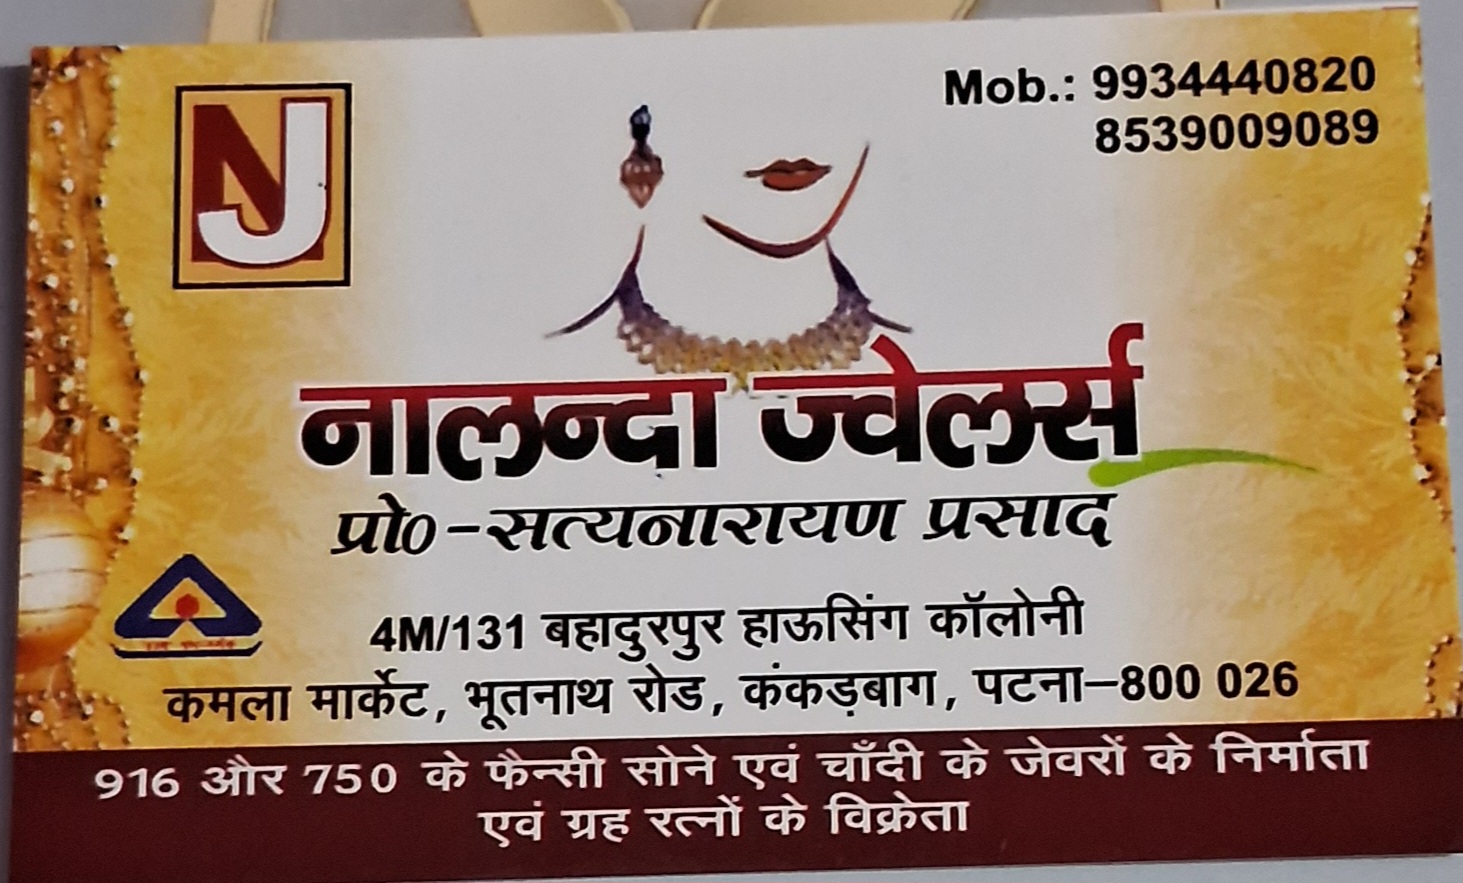 NJ
Mob.: 9934440820
8539009089
नालन्दा ज्वेलर्स
प्रो0-सत्यनारायण प्रसाद
4M/131 बहादुरपुर हाऊसिंग कॉलोनी
कमला मार्केट, भूतनाथ रोड, कंकड़बाग, पटना–800 026
916 और 750 के फैन्सी सोने एवं चाँदी के जेवरों के निर्माता
एवं ग्रह रत्नों के विक्रेता